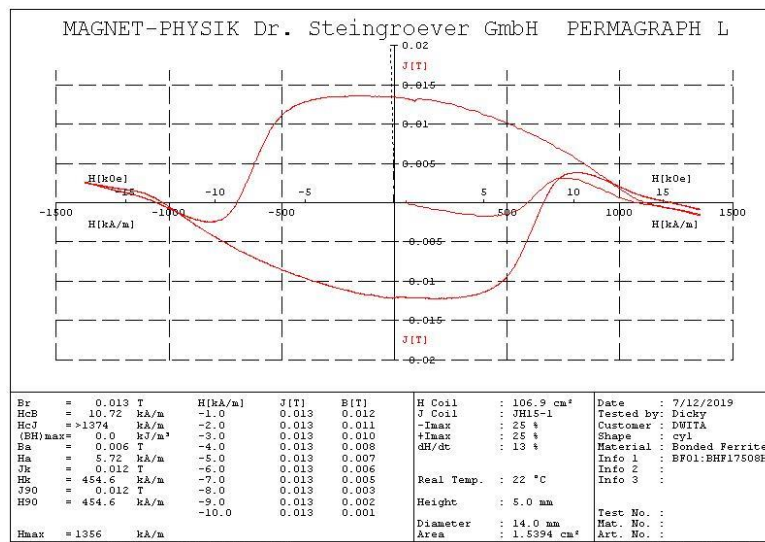 MAGNET-PHYSIK Dr. Steingroever GmbH PERMAGRAPH L
0.02
J[T]
0.015
0.01
0.005
H[kOe] H[kOe]
-15 -10 -5 5 10 15
-1500 -1000 -500 500 1000 1500
H[kA/m] H[kA/m]
0.005
0.01
0.015
J[T]
0.02
Br = 0.013 T H[kA/m] J[T] B[T] H Coil : 106.9 cm² Date : 7/12/2019
HcB = 10.72 kA/m -1.0 0.013 0.012 J Coil : JH15-1 Tested by: Dicky
HcJ = >1374 kA/m -2.0 0.013 0.011 -Imax : 25 % Customer : DWITA
(BH)max= 0.0 kJ/m³ -3.0 0.013 0.010 +Imax : 25 % Shape : cyl
Ba = 0.006 T -4.0 0.013 0.008 dH/dt : 13 % Material : Bonded Ferrite
Ha = 5.72 kA/m -5.0 0.013 0.007 Info 1 : BF01:BHF17508H
Jk = 0.012 T -6.0 0.013 0.006 Info 2 :
Hk = 454.6 kA/m -7.0 0.013 0.005 Real Temp. : 22 °C Info 3 :
J90 = 0.012 T -8.0 0.013 0.003
H90 = 454.6 kA/m -9.0 0.013 0.002 Height : 5.0 mm
-10.0 0.013 0.001 Test No. :
Diameter : 14.0 mm Mat. No. :
Hmax = 1356 kA/m Area : 1.5394 cm² Art. No. :